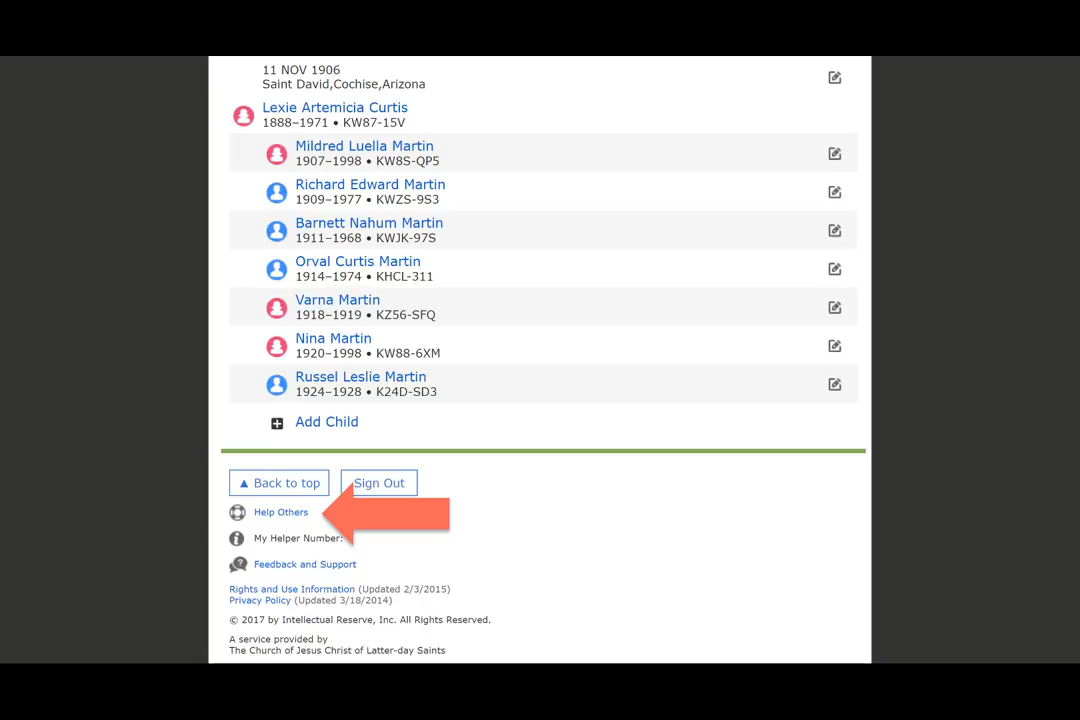 11 NOV 1906
Saint David,Cochise,Arizona
Lexie Artemicia Curtis
1888–1971 • KW87-15V
Mildred Luella Martin
1907–1998 • KW8S-QP5
Richard Edward Martin
1909–1977 • KWZS-9S3
Barnett Nahum Martin
1911–1968 • KWJK-97S
Orval Curtis Martin
1914–1974 • KHCL-311
Varna Martin
1918–1919 • KZ56-SFQ
Nina Martin
1920–1998 • KW88-6XM
Russel Leslie Martin
1924–1928 • K24D-SD3
Add Child
▲ Back to top Sign Out
Help Others
My Helper Number:
Feedback and Support
Rights and Use Information (Updated 2/3/2015)
Privacy Policy (Updated 3/18/2014)
© 2017 by Intellectual Reserve, Inc. All Rights Reserved.
A service provided by
The Church of Jesus Christ of Latter-day Saints